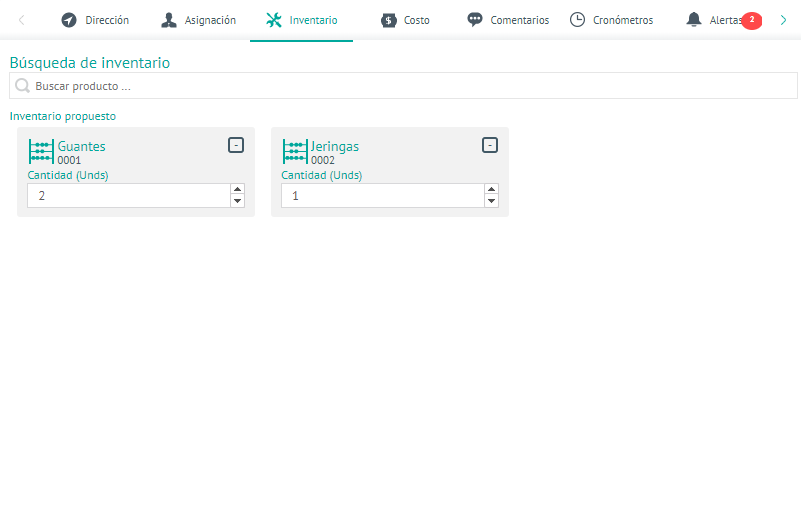 Dirección
Asignación
Inventario
Costo
Comentarios
Cronómetros
Alertas 2
Búsqueda de inventario
Buscar producto ...
Inventario propuesto
Guantes -
0001
Cantidad (Unds)
2
Jeringas -
0002
Cantidad (Unds)
1